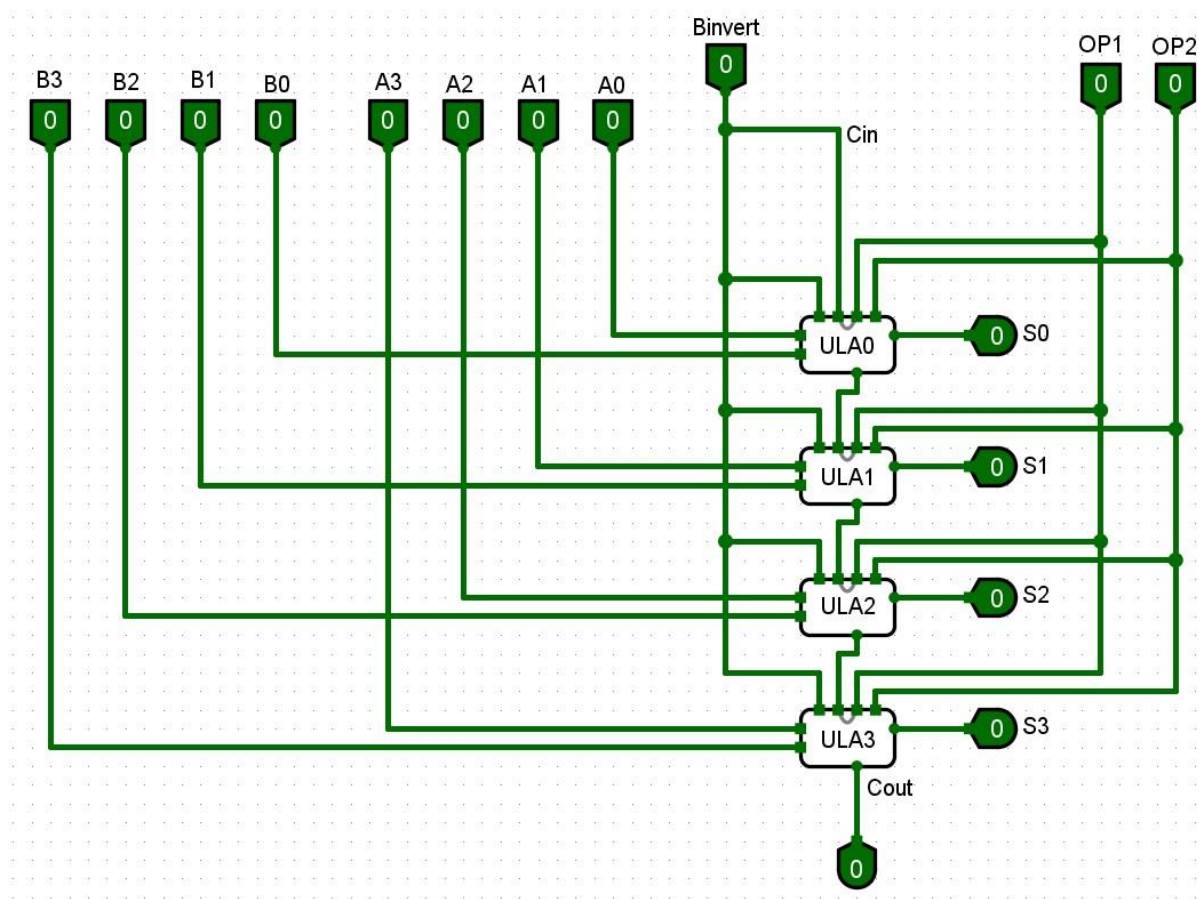 Binvert
OP1 OP2
B3 B2 B1 B0 A3 A2 A1 A0
0 0 0
0 0 0 0 0 0 0 0
Cin
ULA0 0 S0
ULA1 0 S1
ULA2 0 S2
ULA3 0 S3
Cout
0